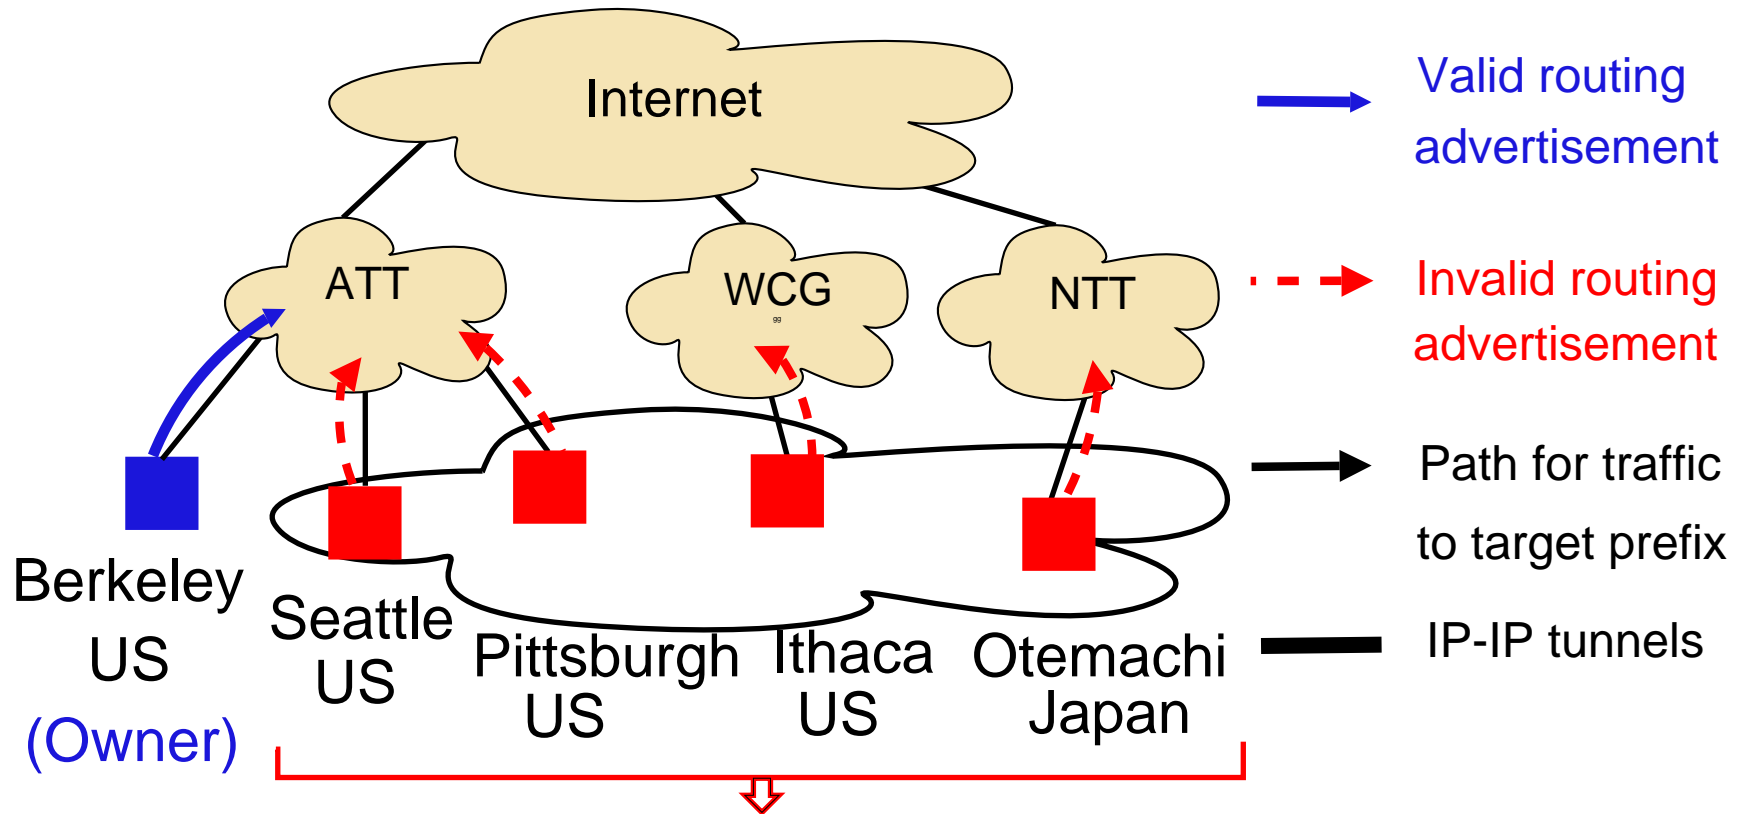 Internet
ATT
WCG
gg
NTT
Valid routing
advertisement
Invalid routing
advertisement
Path for traffic
to target prefix
IP-IP tunnels
Berkeley
US
(Owner)
Seattle
US
Pittsburgh
US
Ithaca
US
Otemachi
Japan